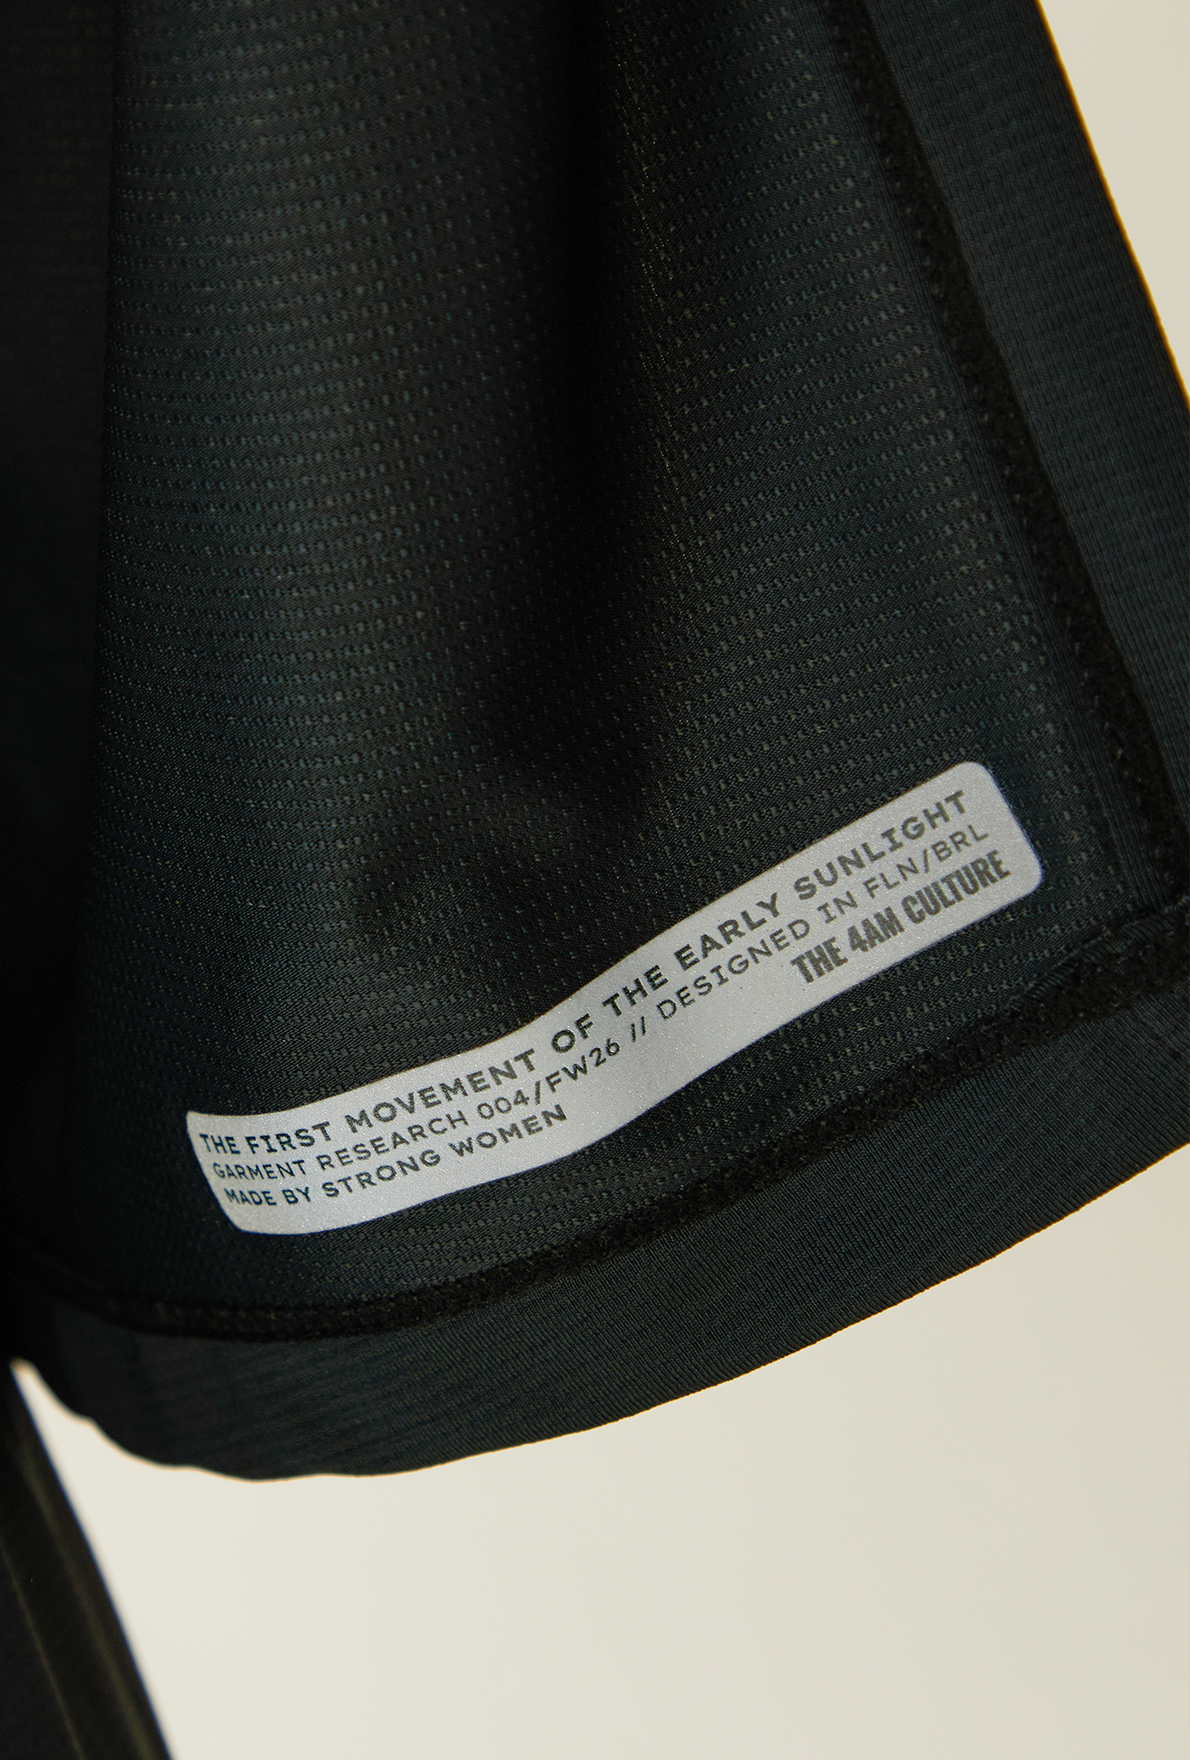 THE FIRST MOVEMENT OF THE EARLY SUNLIGHT
GARMENT RESEARCH 004/FW26 // DESIGNED IN FLN/BRL
MADE BY STRONG WOMEN
THE 4AM CULTURE